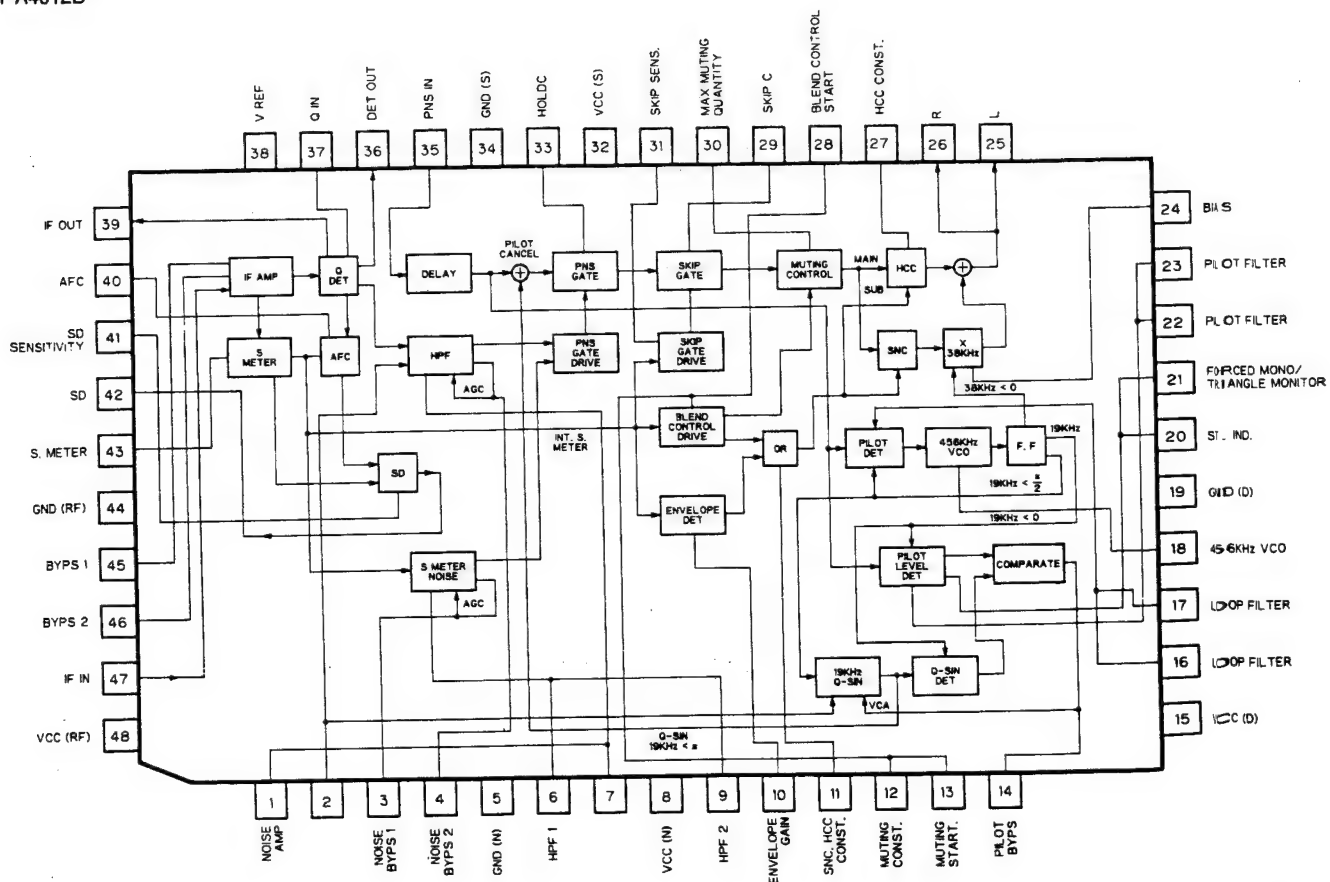 V REF
Q IN
DET OUT
PNS IN
GND (S)
HOLDC
VCC (S)
SKIP SENS.
MAX MUTING
QUANTITY
SKIP C
BLEND CONTROL
START
HCC CONST.
R
L
38
37
36
35
34
33
32
31
30
29
28
27
26
25
IF OUT 39
AFC 40
SD
SENSITIVITY 41
SD 42
S. METER 43
GND (RF) 44
BYPS 1 45
BYPS 2 46
IF IN 47
VCC (RF) 48
24 BIAS
23 PILOT FILTER
22 PILOT FILTER
21 FORCED MONO/
TRIANGLE MONITOR
20 ST. IND.
19 GND (D)
18 456KHz VCO
17 LOOP FILTER
16 LOOP FILTER
15 VCC (D)
IF AMP
Q
DET
DELAY
PILOT
CANCEL
PNS
GATE
SKIP
GATE
MUTING
CONTROL
MAIN
SUB
HCC
S
METER
AFC
HPF
AGC
PNS
GATE
DRIVE
SKIP
GATE
DRIVE
SNC
X
38KHz
38KHz < 0
INT. S.
METER
BLEND
CONTROL
DRIVE
OR
PILOT
DET
456KHz
VCO
F. F
19KHz
19KHz < π/2
19KHz < 0
SD
ENVELOPE
DET
S METER
NOISE
AGC
PILOT
LEVEL
DET
COMPARATE
19KHz
Q-SIN
VCA
Q-SIN
DET
Q-SIN
19KHz < π
1
2
3
4
5
6
7
8
9
10
11
12
13
14
NOISE
AMP
NOISE
BYPS 1
NOISE
BYPS 2
GND (N)
HPF 1
VCC (N)
HPF 2
ENVELOPE
GAIN
SNC, HCC
CONST.
MUTING
CONST.
MUTING
START.
PILOT
BYPS